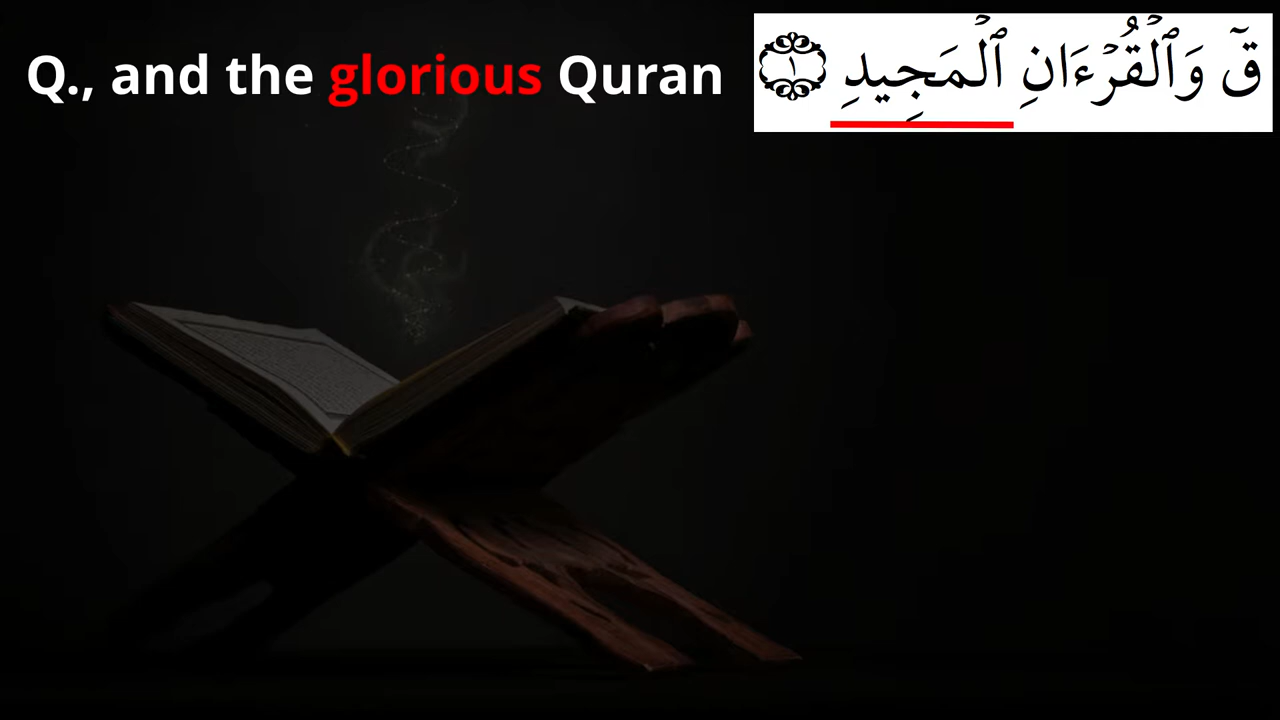 Q., and the glorious Quran
قٓ وَٱلْقُرْءَانِ ٱلْمَجِيدِ ١